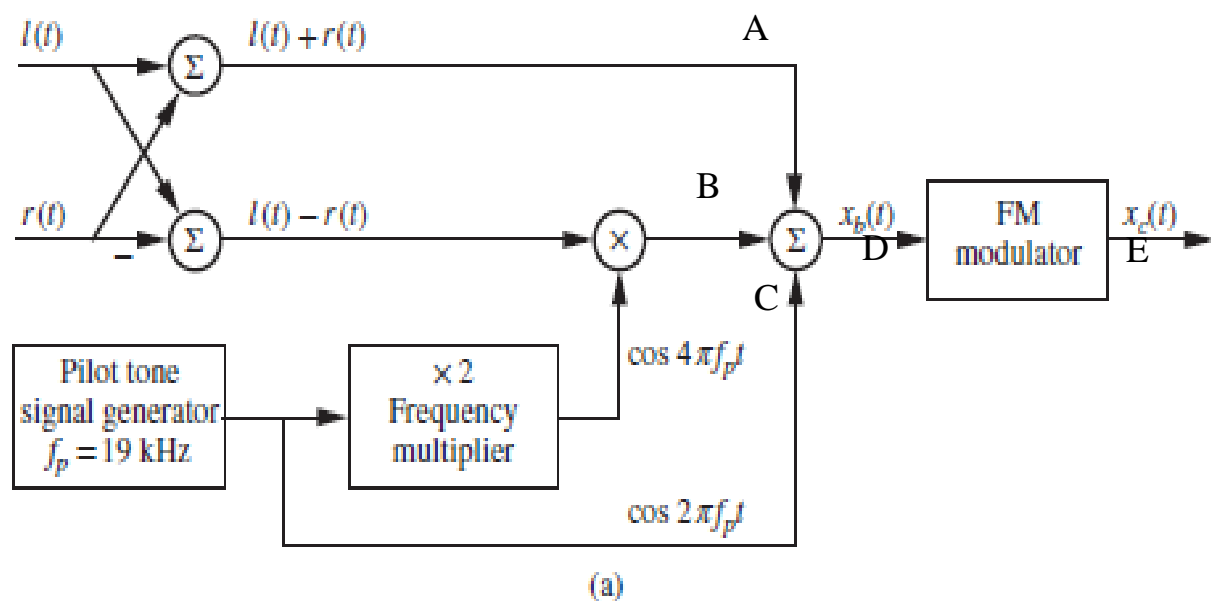 l(t)
l(t) + r(t)
A
Σ
r(t)
l(t) − r(t)
B
Σ
−
×
Σ
x_b(t)
D
FM
modulator
x_c(t)
E
C
Pilot tone
signal generator
f_p = 19 kHz
× 2
Frequency
multiplier
cos 4πf_pt
cos 2πf_pt
(a)